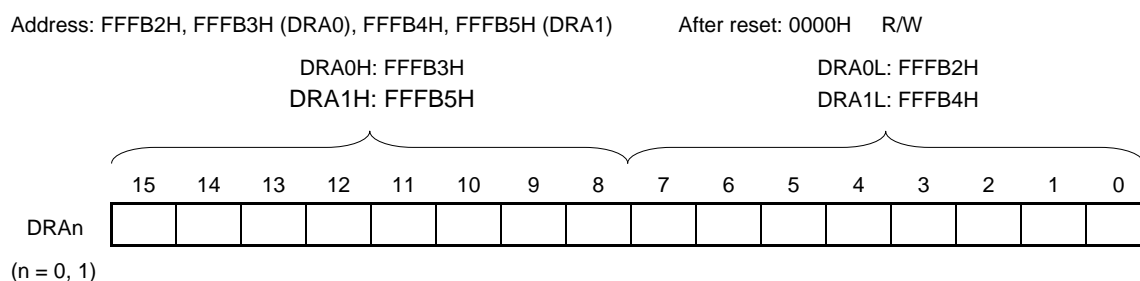 Address: FFFB2H, FFFB3H (DRA0), FFFB4H, FFFB5H (DRA1) After reset: 0000H R/W
DRA0H: FFFB3H DRA0L: FFFB2H
DRA1H: FFFB5H DRA1L: FFFB4H
15 14 13 12 11 10 9 8 7 6 5 4 3 2 1 0
DRAn
(n = 0, 1)